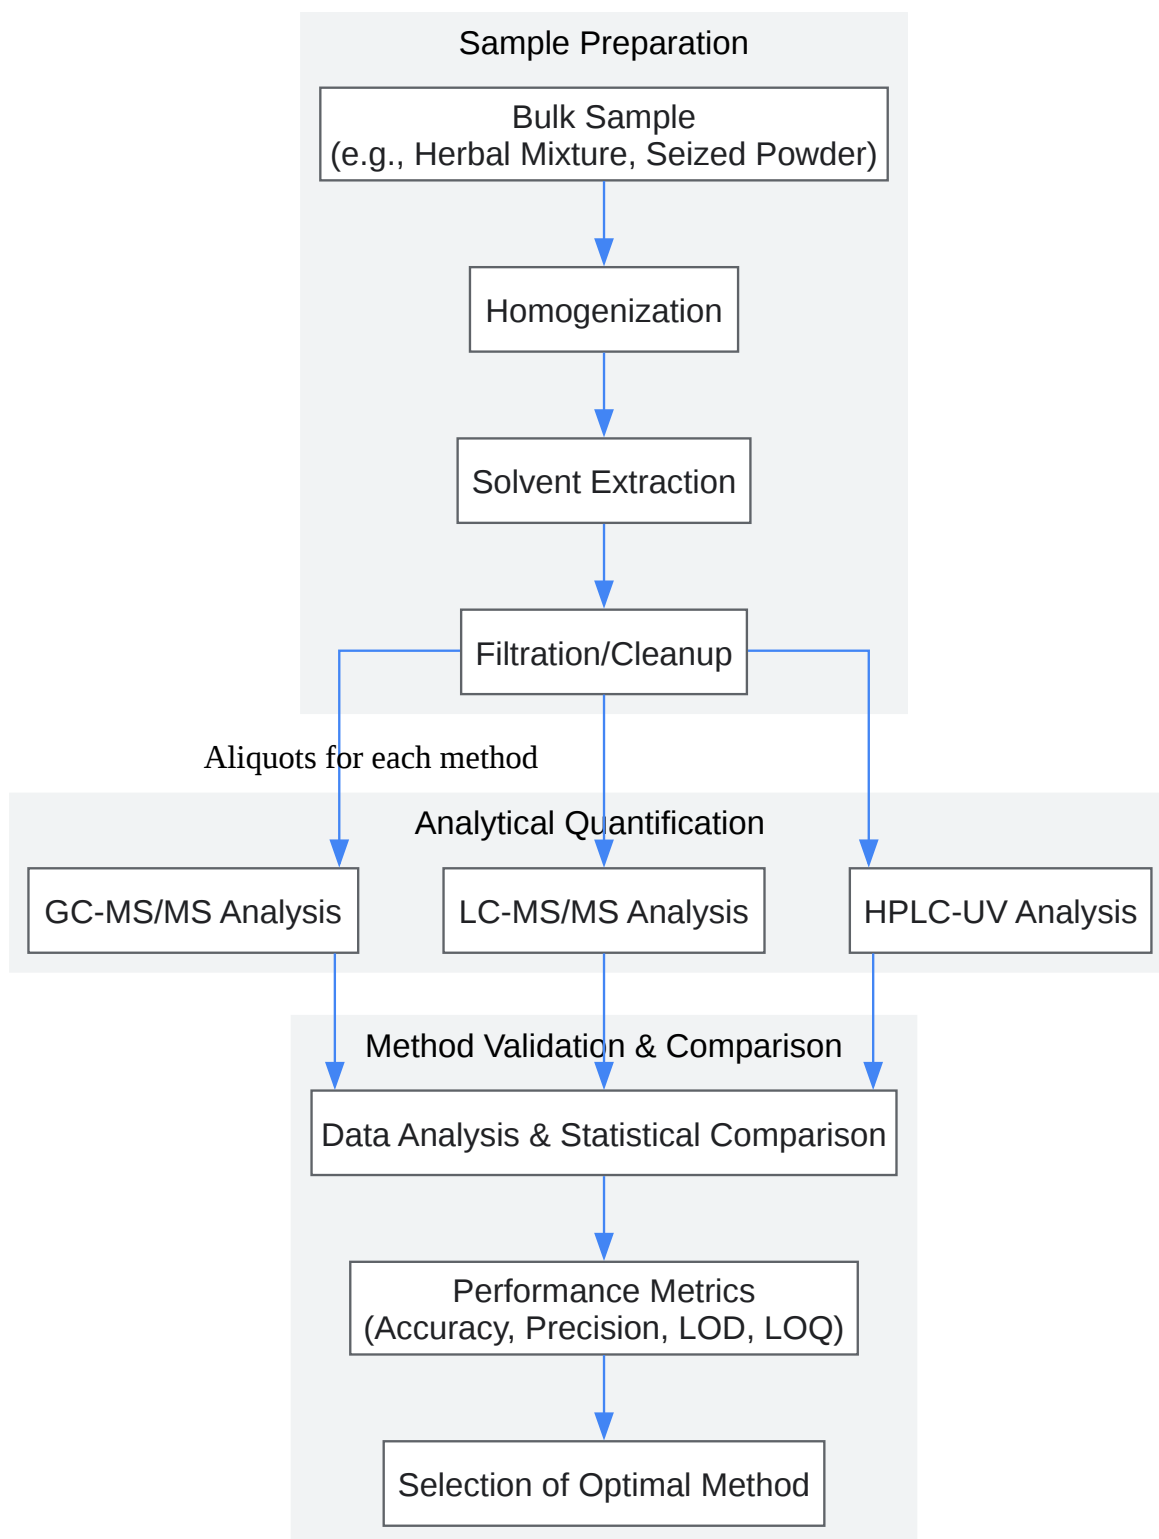 Sample Preparation
Bulk Sample
(e.g., Herbal Mixture, Seized Powder)
Homogenization
Solvent Extraction
Filtration/Cleanup
Aliquots for each method
Analytical Quantification
GC-MS/MS Analysis
LC-MS/MS Analysis
HPLC-UV Analysis
Method Validation & Comparison
Data Analysis & Statistical Comparison
Performance Metrics
(Accuracy, Precision, LOD, LOQ)
Selection of Optimal Method